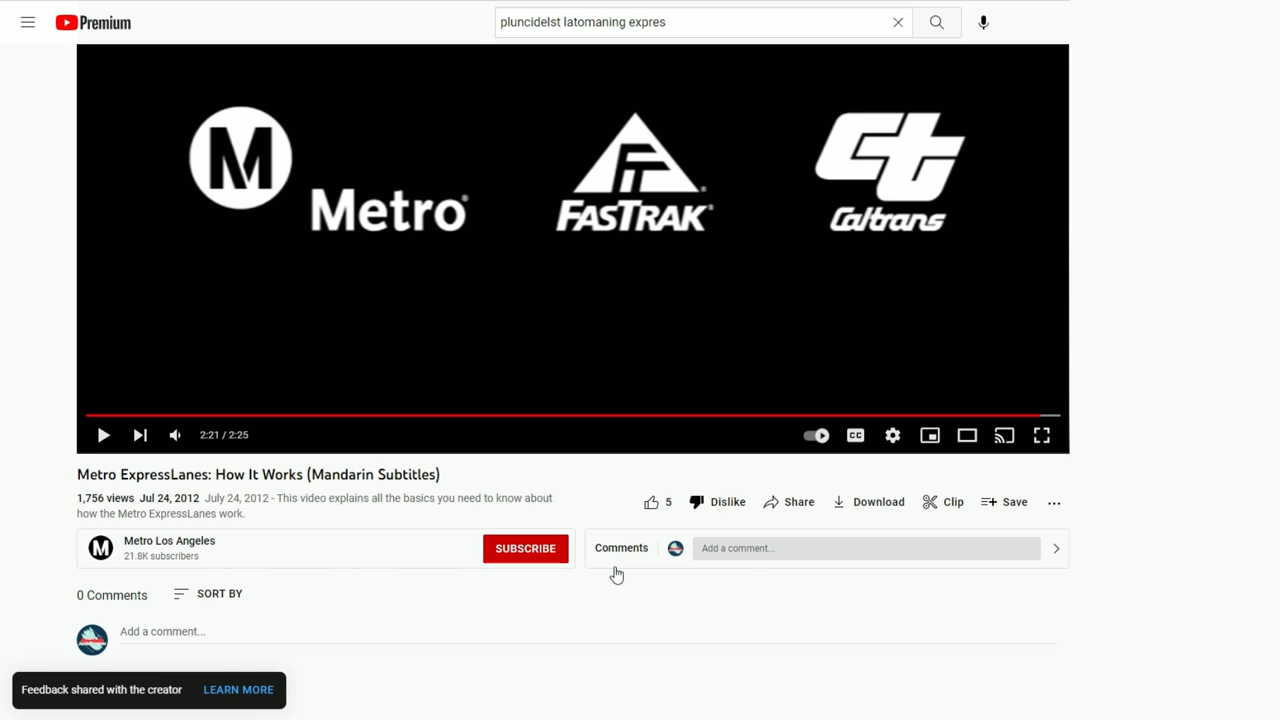 Premium
pluncidelst latomaning expres
M
Metro
FASTRAK
Caltrans
2:21 / 2:25
CC
Metro ExpressLanes: How It Works (Mandarin Subtitles)
1,756 views Jul 24, 2012 July 24, 2012 - This video explains all the basics you need to know about
how the Metro ExpressLanes work.
5 Dislike Share Download Clip Save ...
Metro Los Angeles
21.8K subscribers
SUBSCRIBE
Comments Add a comment...
0 Comments SORT BY
Add a comment...
Feedback shared with the creator LEARN MORE